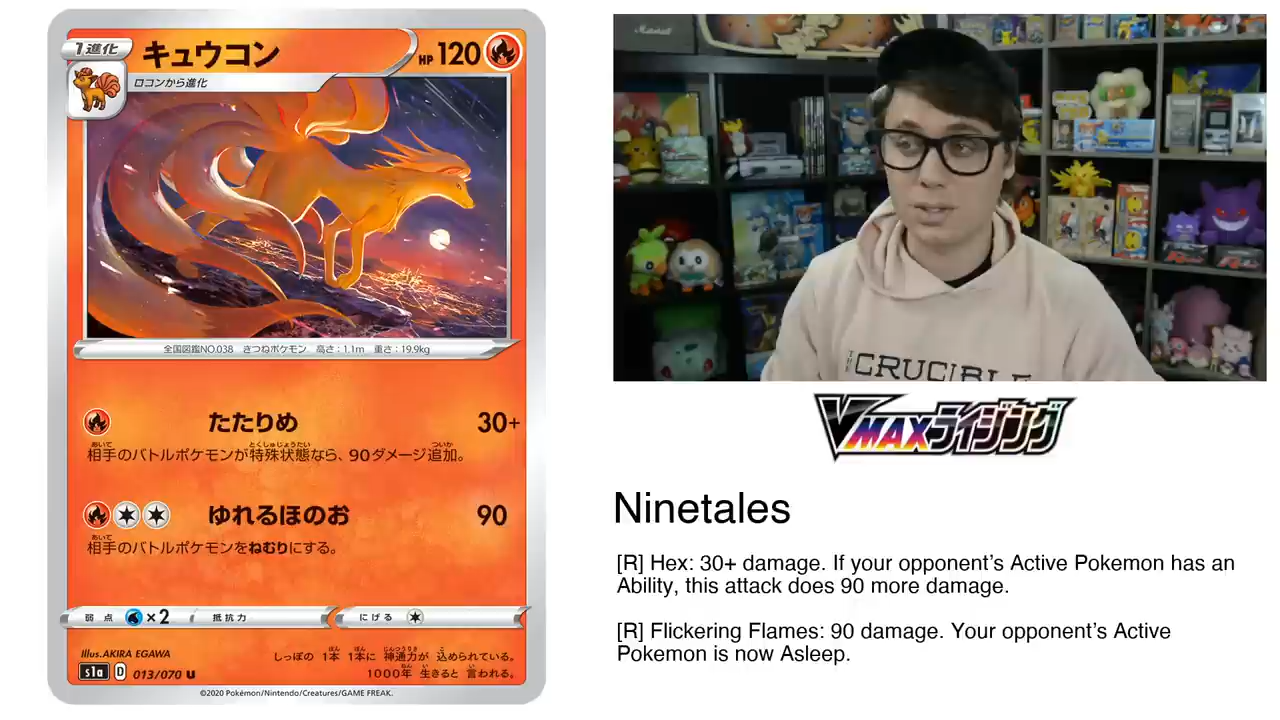 1進化
キュウコン
HP 120
ロコンから進化
全国図鑑NO.038 きつねポケモン 高さ:1.1m 重さ:19.9kg
たたりめ 30+
相手のバトルポケモンが特殊状態なら、90ダメージ追加。
ゆれるほのお 90
相手のバトルポケモンをねむりにする。
弱点 ×2 抵抗力 にげる
Illus.AKIRA EGAWA
しっぽの 1本 1本に 神通力が 込められている。
1000年 生きると 言われる。
s1a D 013/070 U
©2020 Pokémon/Nintendo/Creatures/GAME FREAK.
Marshall
THE CRUCIBLE
VMAXライジング
Ninetales
[R] Hex: 30+ damage. If your opponent’s Active Pokemon has an
Ability, this attack does 90 more damage.
[R] Flickering Flames: 90 damage. Your opponent’s Active
Pokemon is now Asleep.